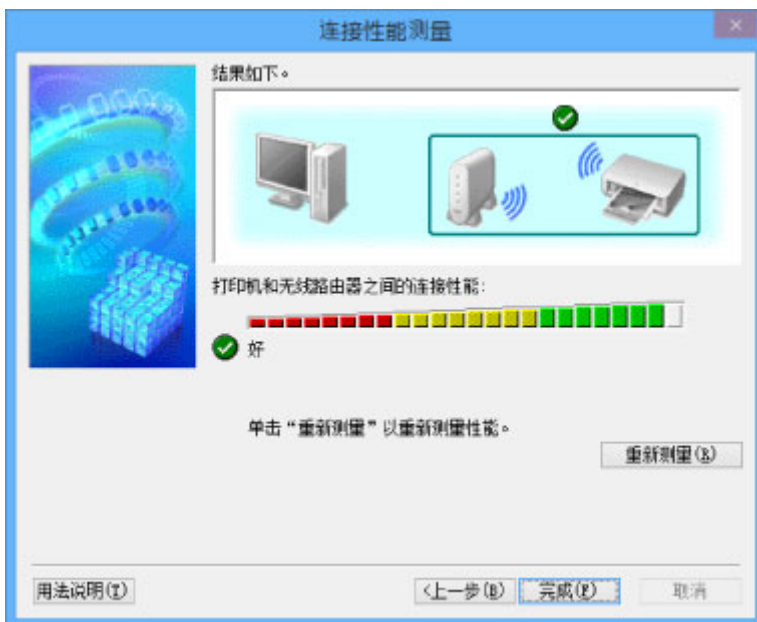 连接性能测量
结果如下。
打印机和无线路由器之间的连接性能:
好
单击“重新测量”以重新测量性能。
重新测量(R)
用法说明(I)
<上一步(B)
完成(F)
取消